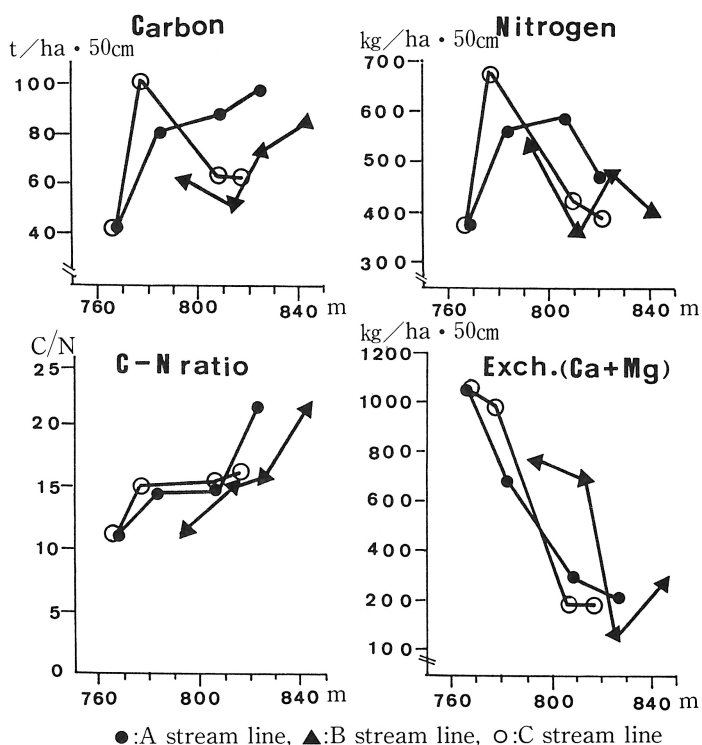 Carbon
t/ha・50cm
100
80
60
40
760 800 840 m
Nitrogen
kg/ha・50cm
700
600
500
400
300
760 800 840 m
C-N ratio
C/N
25
20
15
10
5
0
760 800 840 m
Exch.(Ca+Mg)
kg/ha・50cm
1200
1000
800
600
400
200
100
760 800 840 m
●:A stream line, ▲:B stream line, ○:C stream line